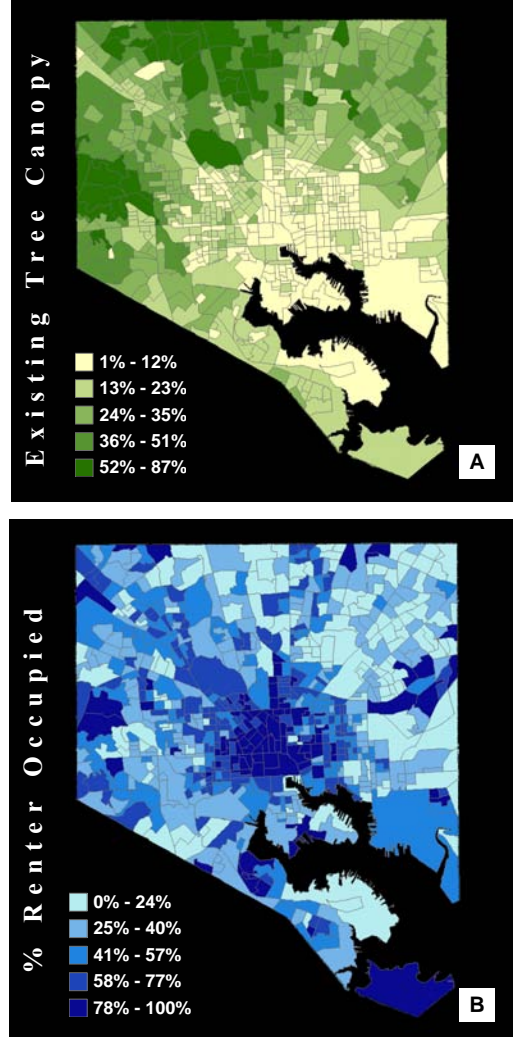 Existing Tree Canopy
1% - 12%
13% - 23%
24% - 35%
36% - 51%
52% - 87%
A
% Renter Occupied
0% - 24%
25% - 40%
41% - 57%
58% - 77%
78% - 100%
B